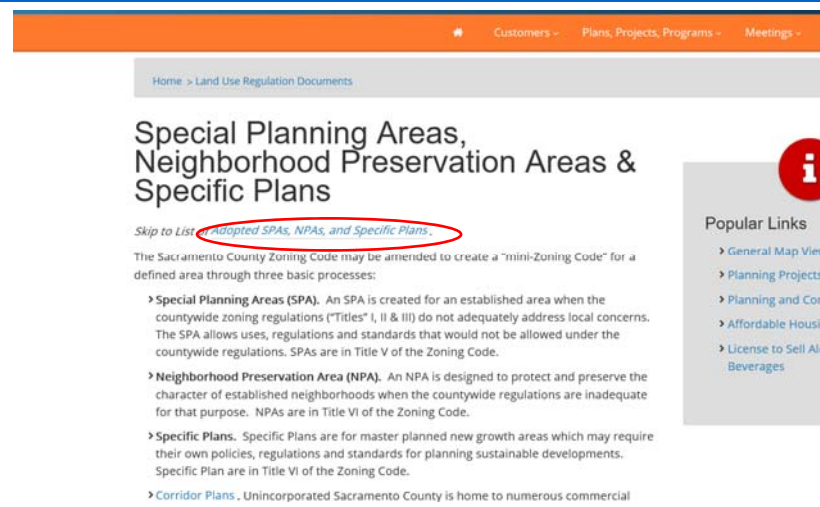 Customers Plans, Projects, Programs Meetings
Home > Land Use Regulation Documents
Special Planning Areas,
Neighborhood Preservation Areas &
Specific Plans
Skip to List of Adopted SPAs, NPAs, and Specific Plans.
The Sacramento County Zoning Code may be amended to create a "mini-Zoning Code" for a
defined area through three basic processes:
Special Planning Areas (SPA). An SPA is created for an established area when the
countywide zoning regulations ("Titles" I, II & III) do not adequately address local concerns.
The SPA allows uses, regulations and standards that would not be allowed under the
countywide regulations. SPAs are in Title V of the Zoning Code.
Neighborhood Preservation Area (NPA). An NPA is designed to protect and preserve the
character of established neighborhoods when the countywide regulations are inadequate
for that purpose. NPAs are in Title VI of the Zoning Code.
Specific Plans. Specific Plans are for master planned new growth areas which may require
their own policies, regulations and standards for planning sustainable developments.
Specific Plan are in Title VI of the Zoning Code.
Corridor Plans. Unincorporated Sacramento County is home to numerous commercial
i
Popular Links
General Map Vie
Planning Projects
Planning and Co
Affordable Housi
License to Sell Al
Beverages